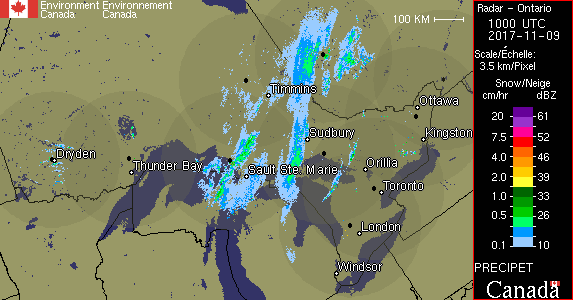 Environment Environnement
Canada Canada
100 KM
Timmins
Ottawa
Sudbury
Kingston
Dryden
Thunder Bay
Sault Ste. Marie
Orillia
Toronto
London
Windsor
Radar - Ontario
1000 UTC
2017-11-09
Scale/Échelle:
3.5 km/Pixel
Snow/Neige
cm/hr dBZ
20 61
7.5 52
4.0 46
2.0 39
1.0 33
0.5 26
0.1 10
PRECIPET
Canada